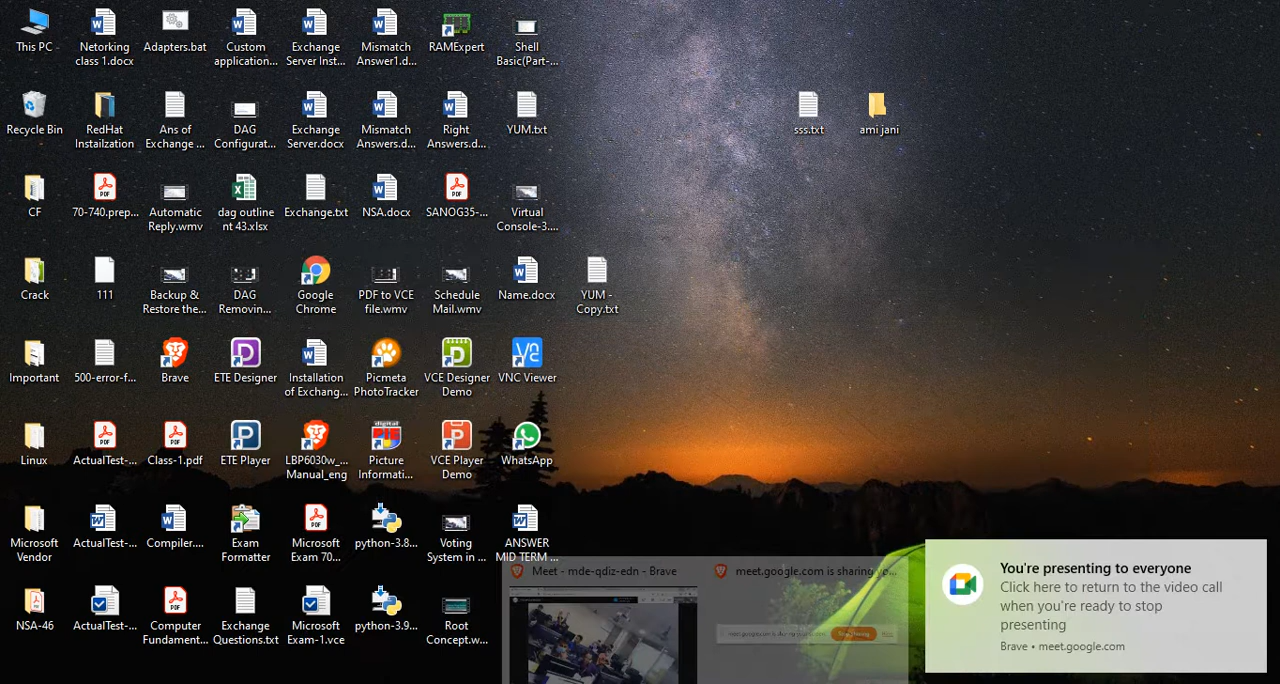 This PC
Netorking
class 1.docx
Adapters.bat
Custom
application...
Exchange
Server Inst...
Mismatch
Answer1.d...
RAMExpert
Shell
Basic(Part-...
Recycle Bin
RedHat
Instailzation
Ans of
Exchange ...
DAG
Configurat...
Exchange
Server.docx
Mismatch
Answers.d...
Right
Answers.d...
YUM.txt
sss.txt
ami jani
CF
70-740.prep...
Automatic
Reply.wmv
dag outline
nt 43.xlsx
Exchange.txt
NSA.docx
SANOG35-...
Virtual
Console-3....
Crack
111
Backup &
Restore the...
DAG
Removin...
Google
Chrome
PDF to VCE
file.wmv
Schedule
Mail.wmv
Name.docx
YUM -
Copy.txt
Important
500-error-f...
Brave
ETE Designer
Installation
of Exchang...
Picmeta
PhotoTracker
VCE Designer
Demo
VNC Viewer
Linux
ActualTest-...
Class-1.pdf
ETE Player
LBP6030w_...
Manual_eng
Picture
Informati...
VCE Player
Demo
WhatsApp
Microsoft
Vendor
ActualTest-...
Compiler....
Exam
Formatter
Microsoft
Exam 70...
python-3.8...
Voting
System in ...
ANSWER
MID TERM ...
NSA-46
ActualTest-...
Computer
Fundament...
Exchange
Questions.txt
Microsoft
Exam-1.vce
python-3.9...
Root
Concept.w...
Meet - mde-qdiz-edn - Brave
meet.google.com is sharing yo...
You're presenting to everyone
Click here to return to the video call
when you're ready to stop
presenting
Brave • meet.google.com